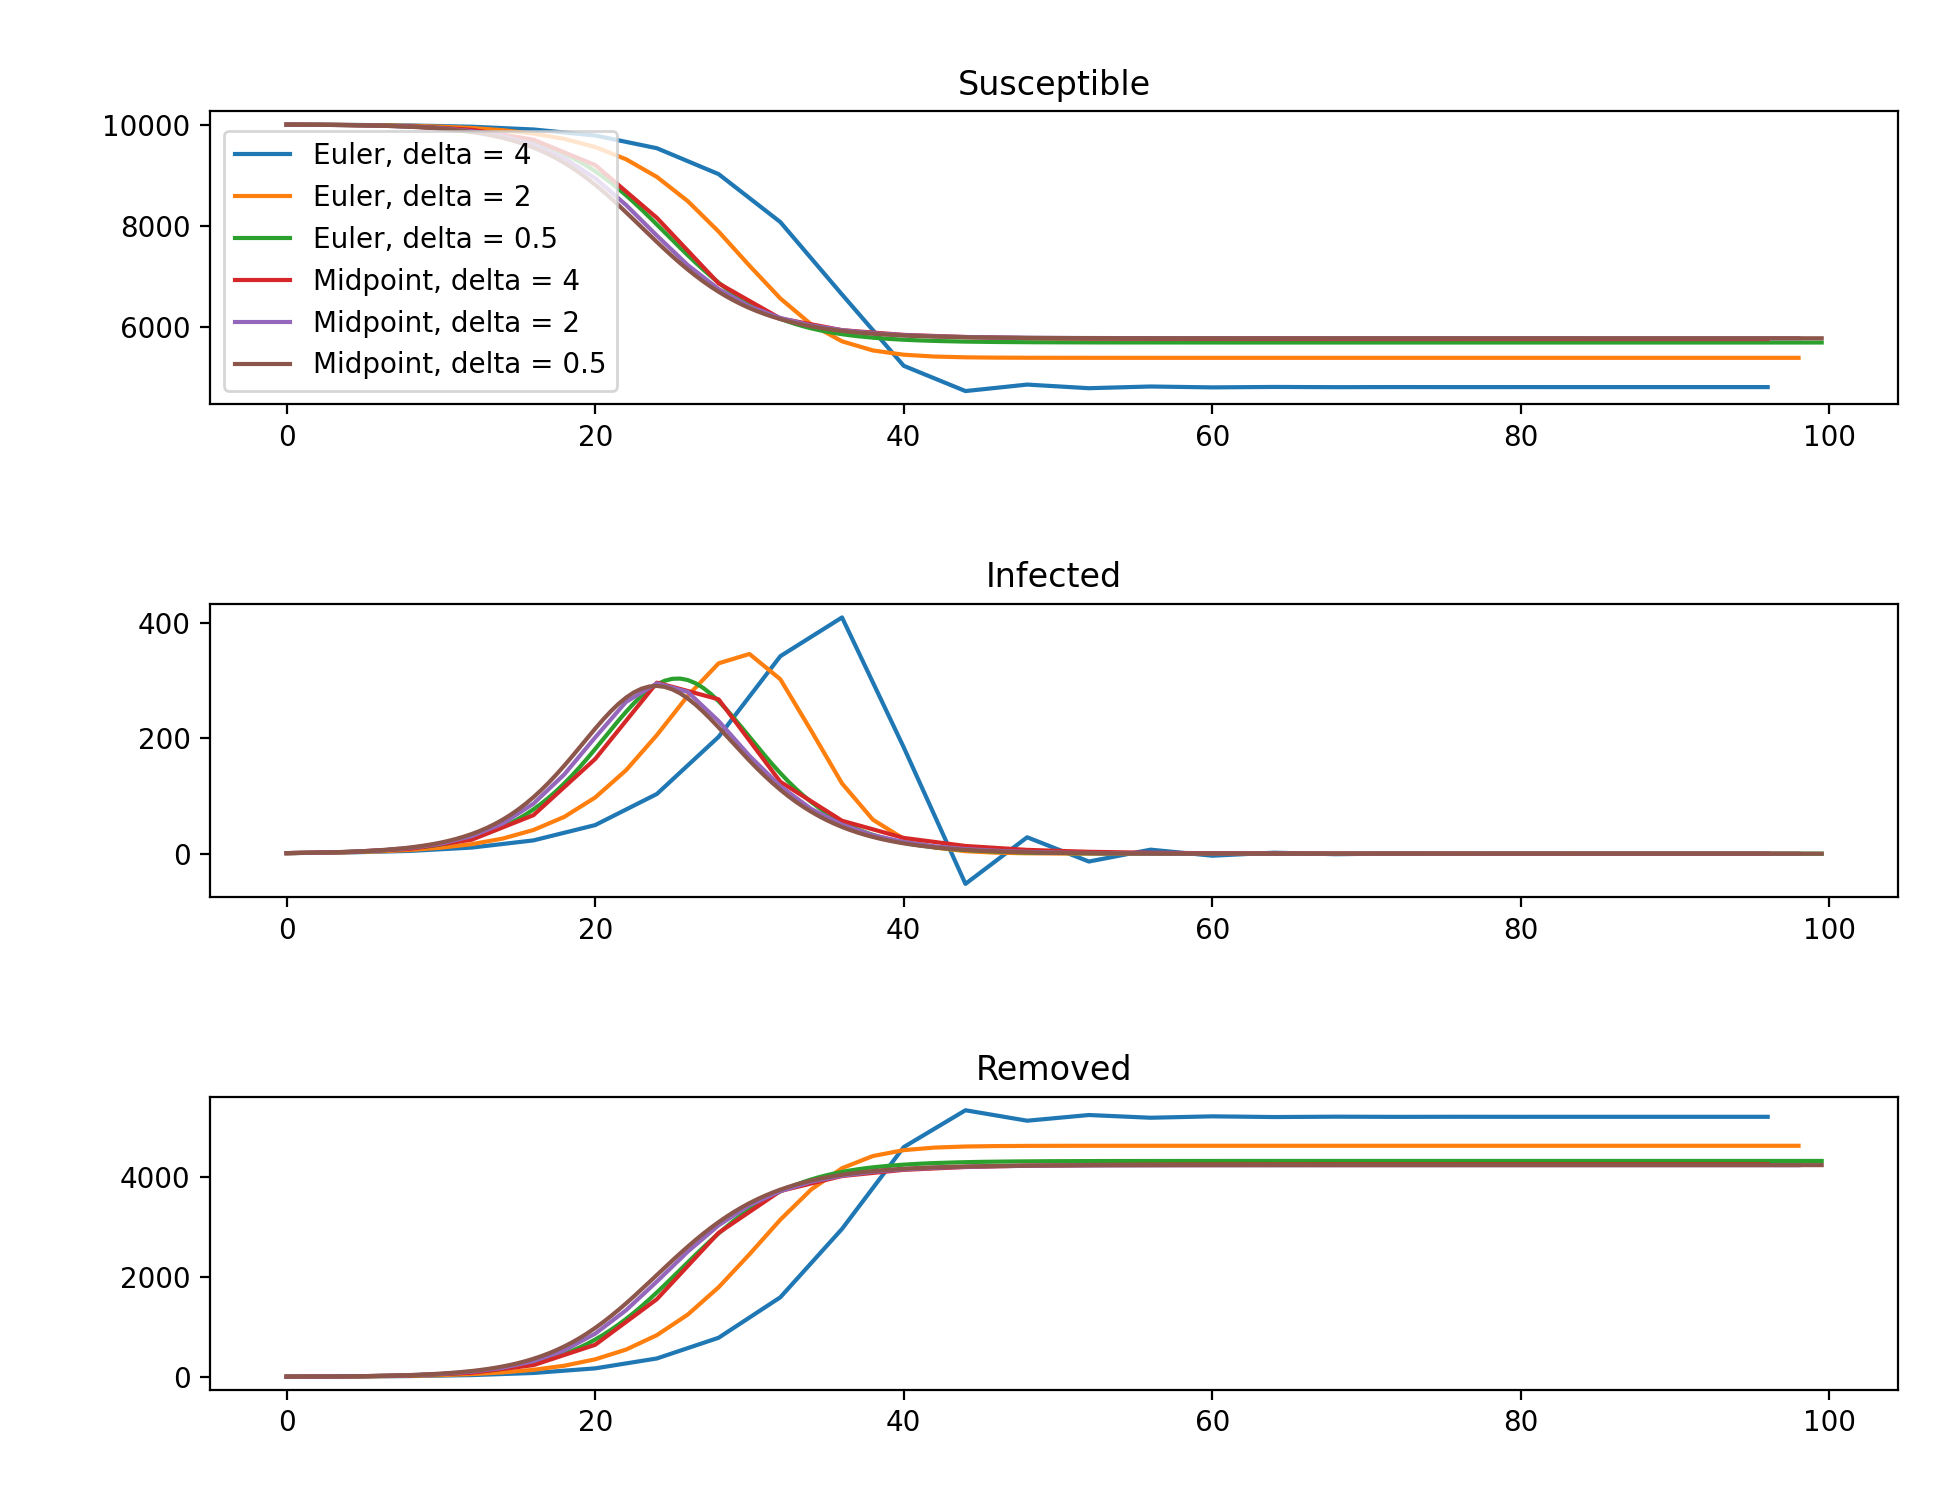 Susceptible
10000
8000
6000
Euler, delta = 4
Euler, delta = 2
Euler, delta = 0.5
Midpoint, delta = 4
Midpoint, delta = 2
Midpoint, delta = 0.5
0 20 40 60 80 100
Infected
400
200
0
0 20 40 60 80 100
Removed
4000
2000
0
0 20 40 60 80 100